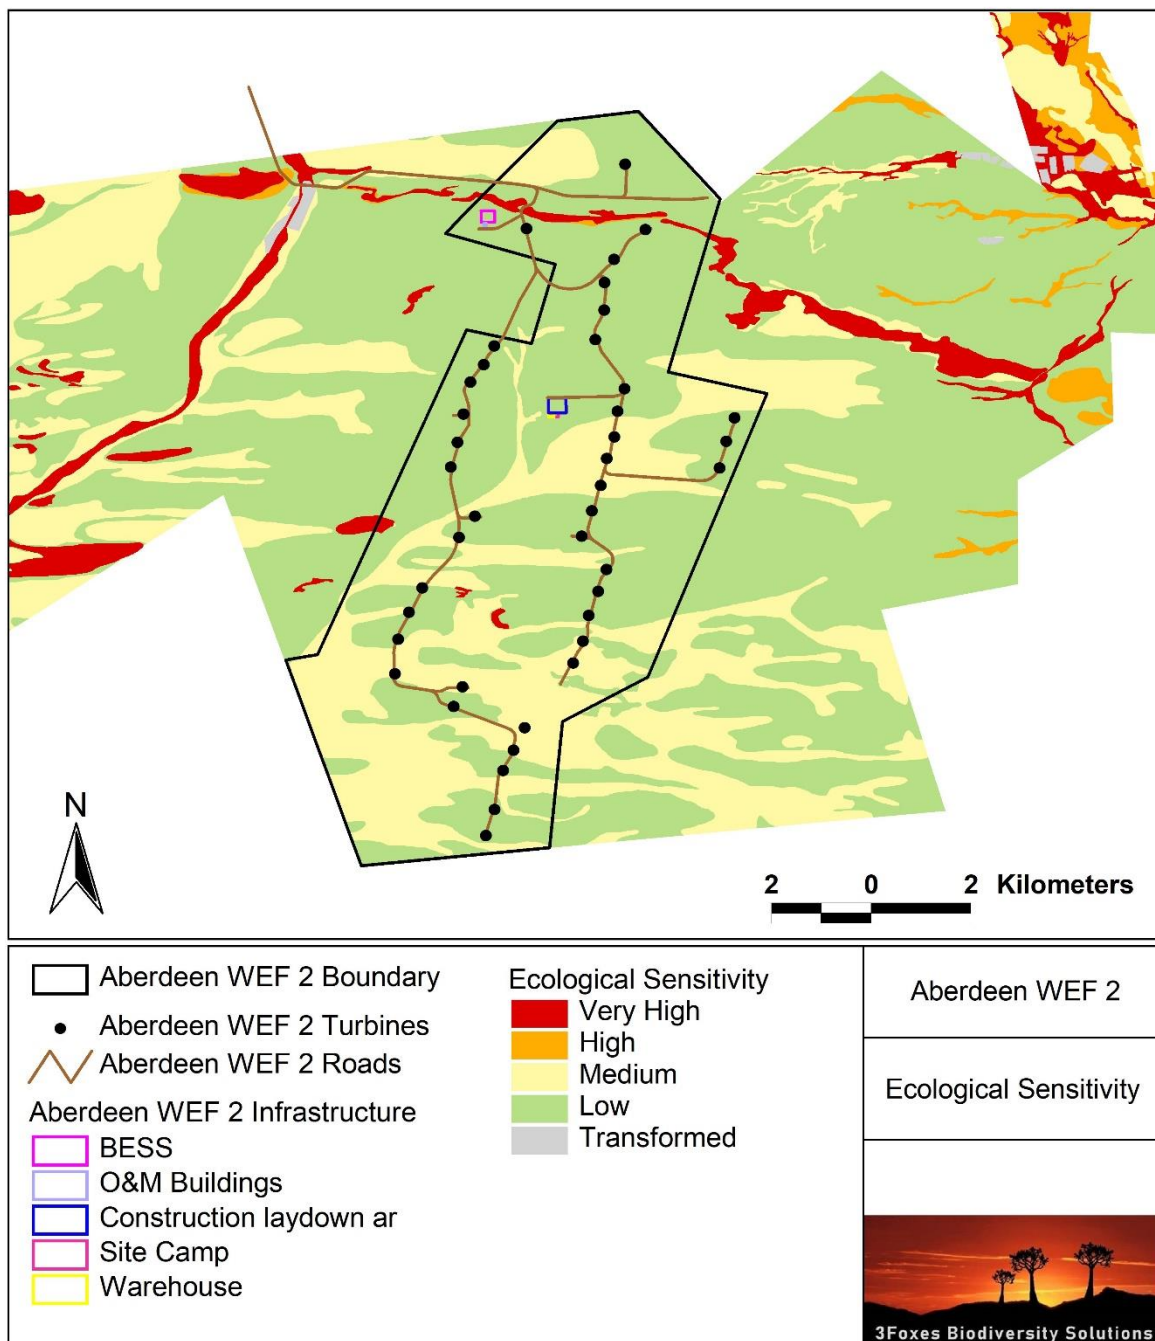 N
2 0 2 Kilometers
Aberdeen WEF 2 Boundary
Aberdeen WEF 2 Turbines
Aberdeen WEF 2 Roads
Aberdeen WEF 2 Infrastructure
BESS
O&M Buildings
Construction laydown ar
Site Camp
Warehouse
Ecological Sensitivity
Very High
High
Medium
Low
Transformed
Aberdeen WEF 2
Ecological Sensitivity
3Foxes Biodiversity Solutions